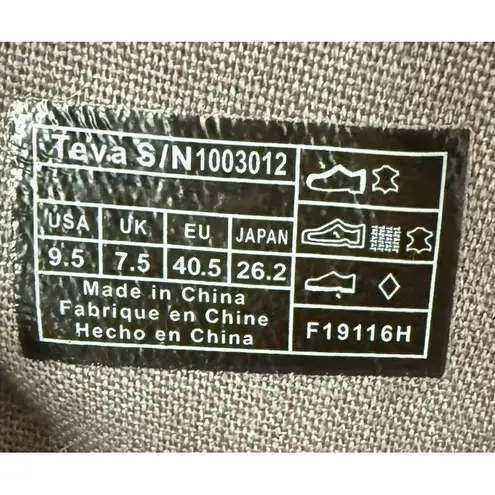 Teva S/N1003012
USA UK EU JAPAN
9.5 7.5 40.5 26.2
Made in China
Fabrique en Chine
Hecho en China
F19116H